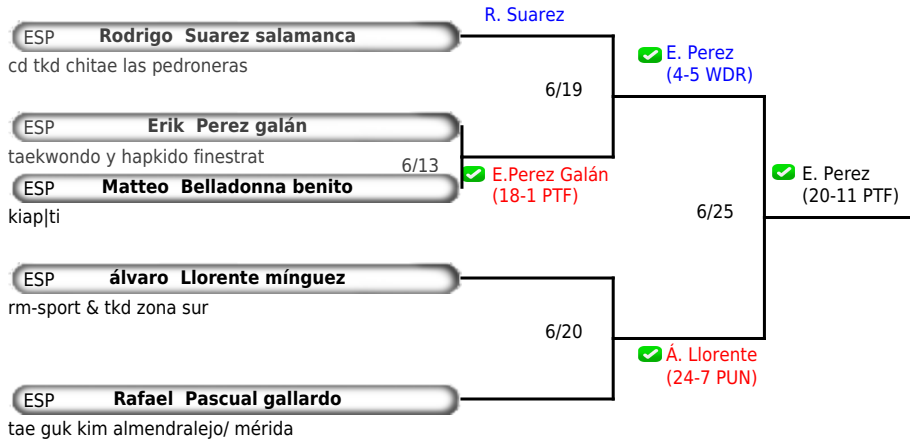 R. Suarez
ESP Rodrigo Suarez salamanca
cd tkd chitae las pedroneras
E. Perez
(4-5 WDR)
6/19
ESP Erik Perez galán
taekwondo y hapkido finestrat
6/13
E.Perez Galán
(18-1 PTF)
ESP Matteo Belladonna benito
kiap|ti
E. Perez
(20-11 PTF)
6/25
ESP álvaro Llorente mínguez
rm-sport & tkd zona sur
6/20
Á. Llorente
(24-7 PUN)
ESP Rafael Pascual gallardo
tae guk kim almendralejo/ mérida